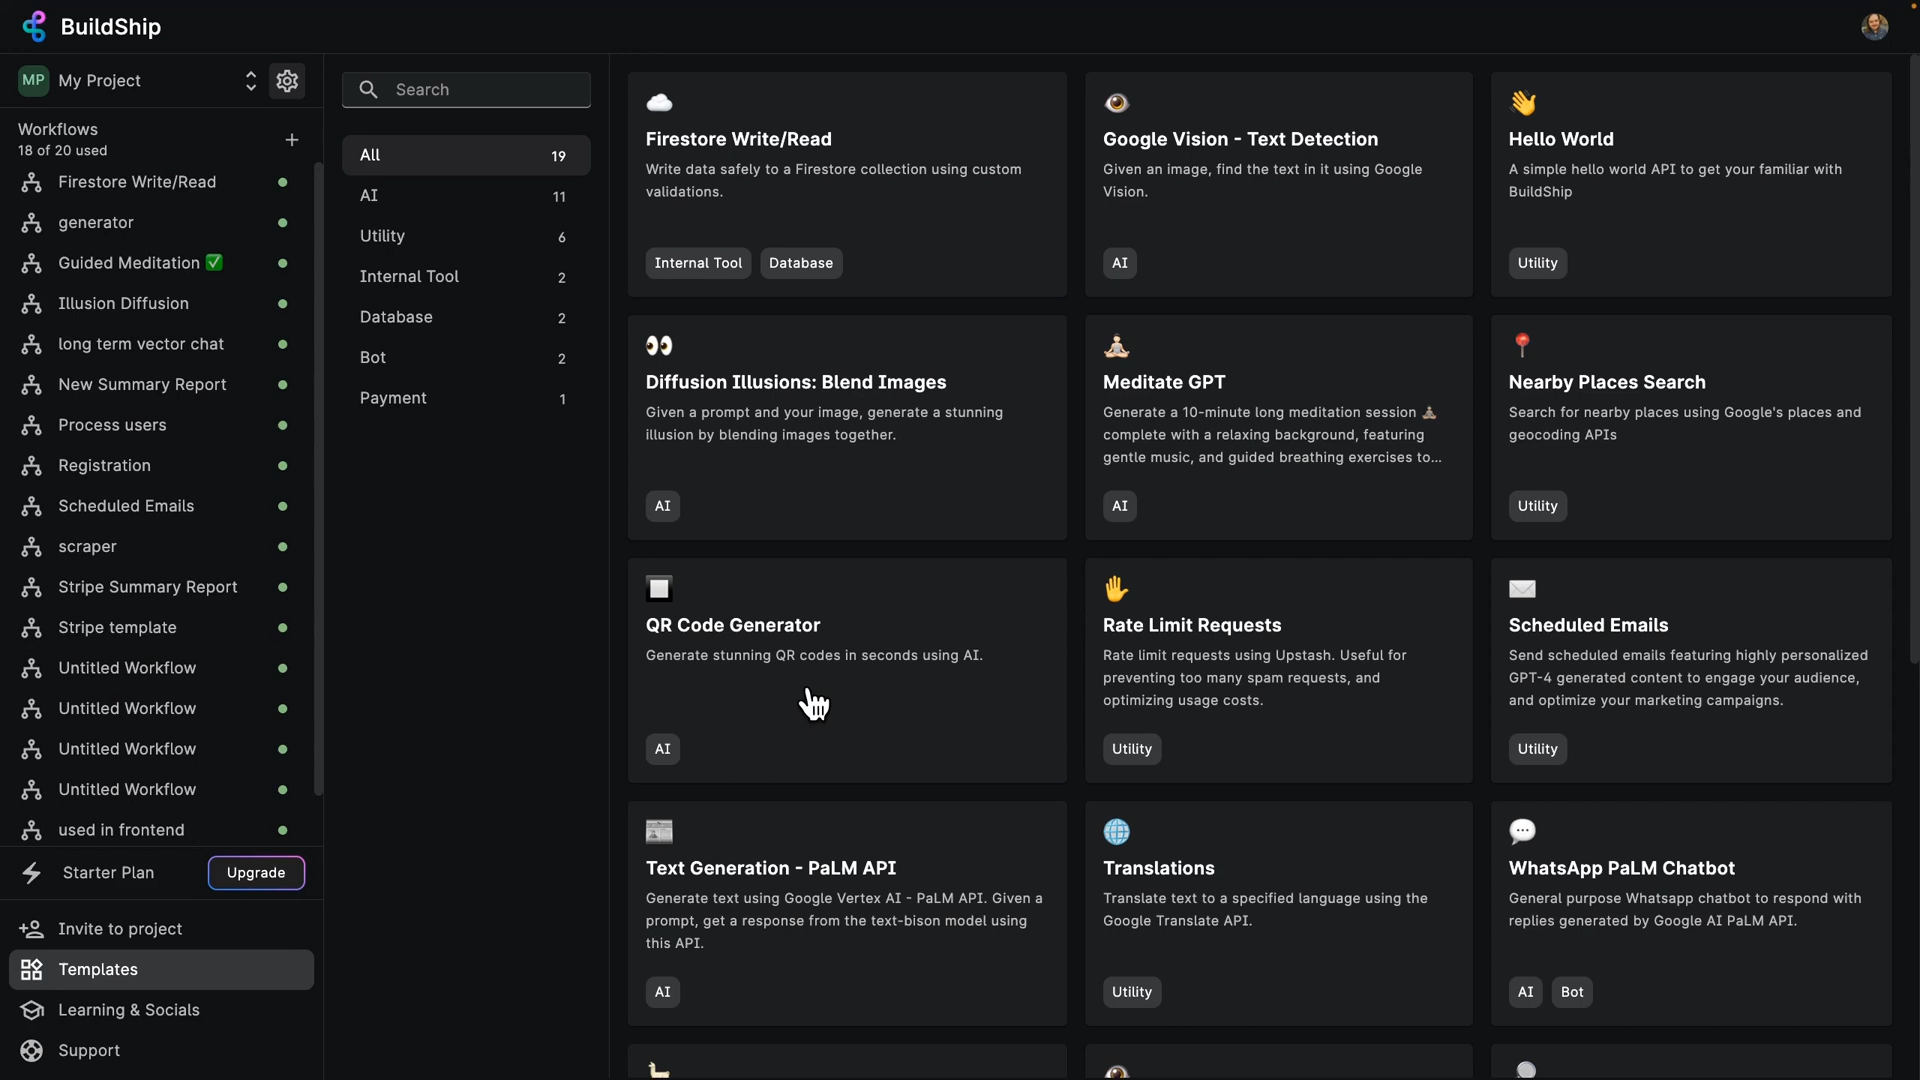 BuildShip
MP My Project
Workflows
18 of 20 used
Firestore Write/Read
generator
Guided Meditation ✅
Illusion Diffusion
long term vector chat
New Summary Report
Process users
Registration
Scheduled Emails
scraper
Stripe Summary Report
Stripe template
Untitled Workflow
Untitled Workflow
Untitled Workflow
Untitled Workflow
used in frontend
Starter Plan Upgrade
Invite to project
Templates
Learning & Socials
Support
Search
All 19
AI 11
Utility 6
Internal Tool 2
Database 2
Bot 2
Payment 1
Firestore Write/Read
Write data safely to a Firestore collection using custom
validations.
Internal Tool Database
Google Vision - Text Detection
Given an image, find the text in it using Google
Vision.
AI
Hello World
A simple hello world API to get your familiar with
BuildShip
Utility
Diffusion Illusions: Blend Images
Given a prompt and your image, generate a stunning
illusion by blending images together.
AI
Meditate GPT
Generate a 10-minute long meditation session 🧘
complete with a relaxing background, featuring
gentle music, and guided breathing exercises to...
AI
Nearby Places Search
Search for nearby places using Google's places and
geocoding APIs
Utility
QR Code Generator
Generate stunning QR codes in seconds using AI.
AI
Rate Limit Requests
Rate limit requests using Upstash. Useful for
preventing too many spam requests, and
optimizing usage costs.
Utility
Scheduled Emails
Send scheduled emails featuring highly personalized
GPT-4 generated content to engage your audience,
and optimize your marketing campaigns.
Utility
Text Generation - PaLM API
Generate text using Google Vertex AI - PaLM API. Given a
prompt, get a response from the text-bison model using
this API.
AI
Translations
Translate text to a specified language using the
Google Translate API.
Utility
WhatsApp PaLM Chatbot
General purpose Whatsapp chatbot to respond with
replies generated by Google AI PaLM API.
AI Bot